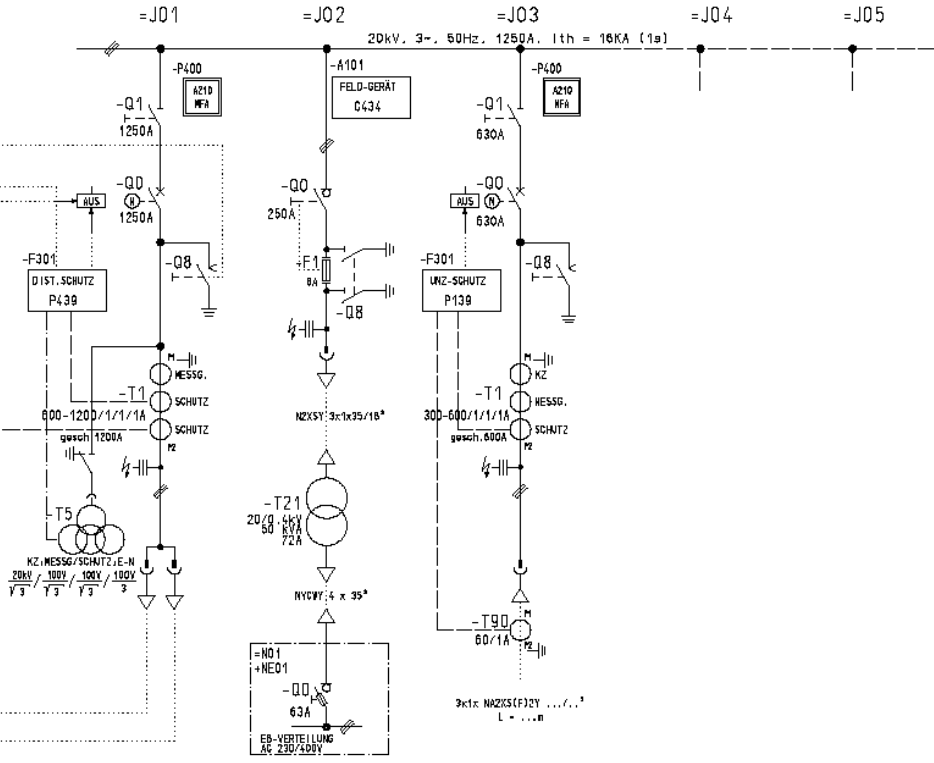 =J01
=J02
=J03
=J04
=J05
20kV, 3~, 50Hz, 1250A, Ith = 16KA (1s)
-P400
A210
MFA
-Q1
1250A
-Q0
M
1250A
AUS
-Q8
-F301
DIST.SCHUTZ
P439
M
MESSG.
-T1
SCHUTZ
600-1200/1/1/1A
SCHUTZ
gesch.1200A
M2
-T5
KZ;MESSG/SCHUTZ;E-N
20kV/√3 / 100V/√3 / 100V/√3 / 100V/3
-A101
FELD-GERÄT
C434
-Q0
250A
-F1
6A
-Q8
N2XSY 3x1x35/16²
-T21
20/0.4kV
50 kVA
72A
NYCWY 4 x 35²
=N01
+NE01
-Q0
63A
EB-VERTEILUNG
AC 230/400V
-P400
A210
MFA
-Q1
630A
-Q0
M
630A
AUS
-Q8
-F301
UMZ-SCHUTZ
P139
M
KZ
-T1
MESSG.
300-600/1/1/1A
SCHUTZ
gesch.600A
M2
-T90
M
60/1A
M2
3x1x NA2XS(F)2Y .../..²
L = ...m